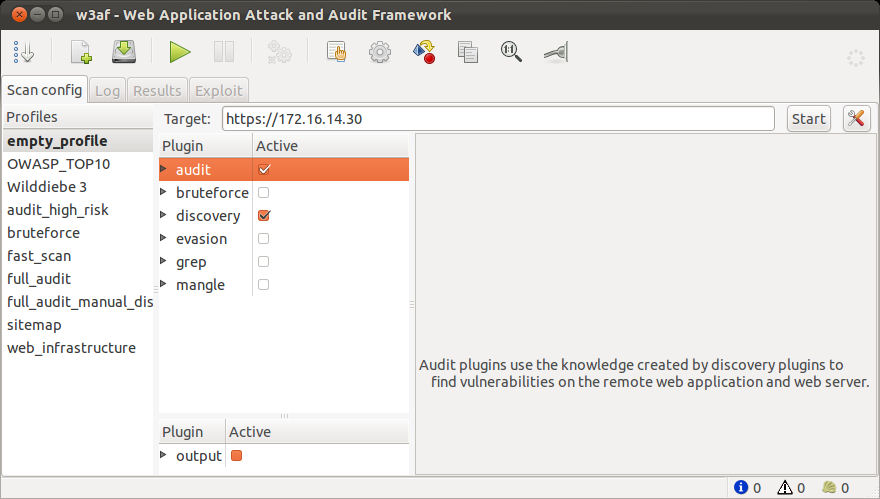 w3af - Web Application Attack and Audit Framework
1:1
Scan config Log Results Exploit
Profiles
empty_profile
OWASP_TOP10
Wilddiebe 3
audit_high_risk
bruteforce
fast_scan
full_audit
full_audit_manual_dis
sitemap
web_infrastructure
Target: https://172.16.14.30 Start
Plugin Active
audit
bruteforce
discovery
evasion
grep
mangle
Plugin Active
output
Audit plugins use the knowledge created by discovery plugins to
find vulnerabilities on the remote web application and web server.
0 0 0